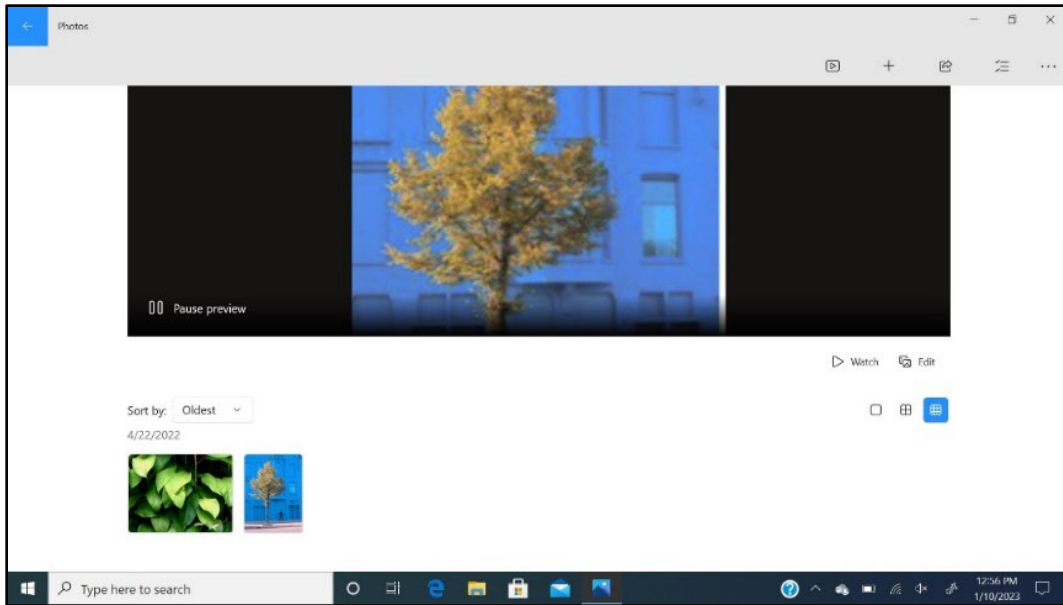 Photos
Pause preview
Watch Edit
Sort by: Oldest
4/22/2022
Type here to search
12:56 PM
1/10/2023